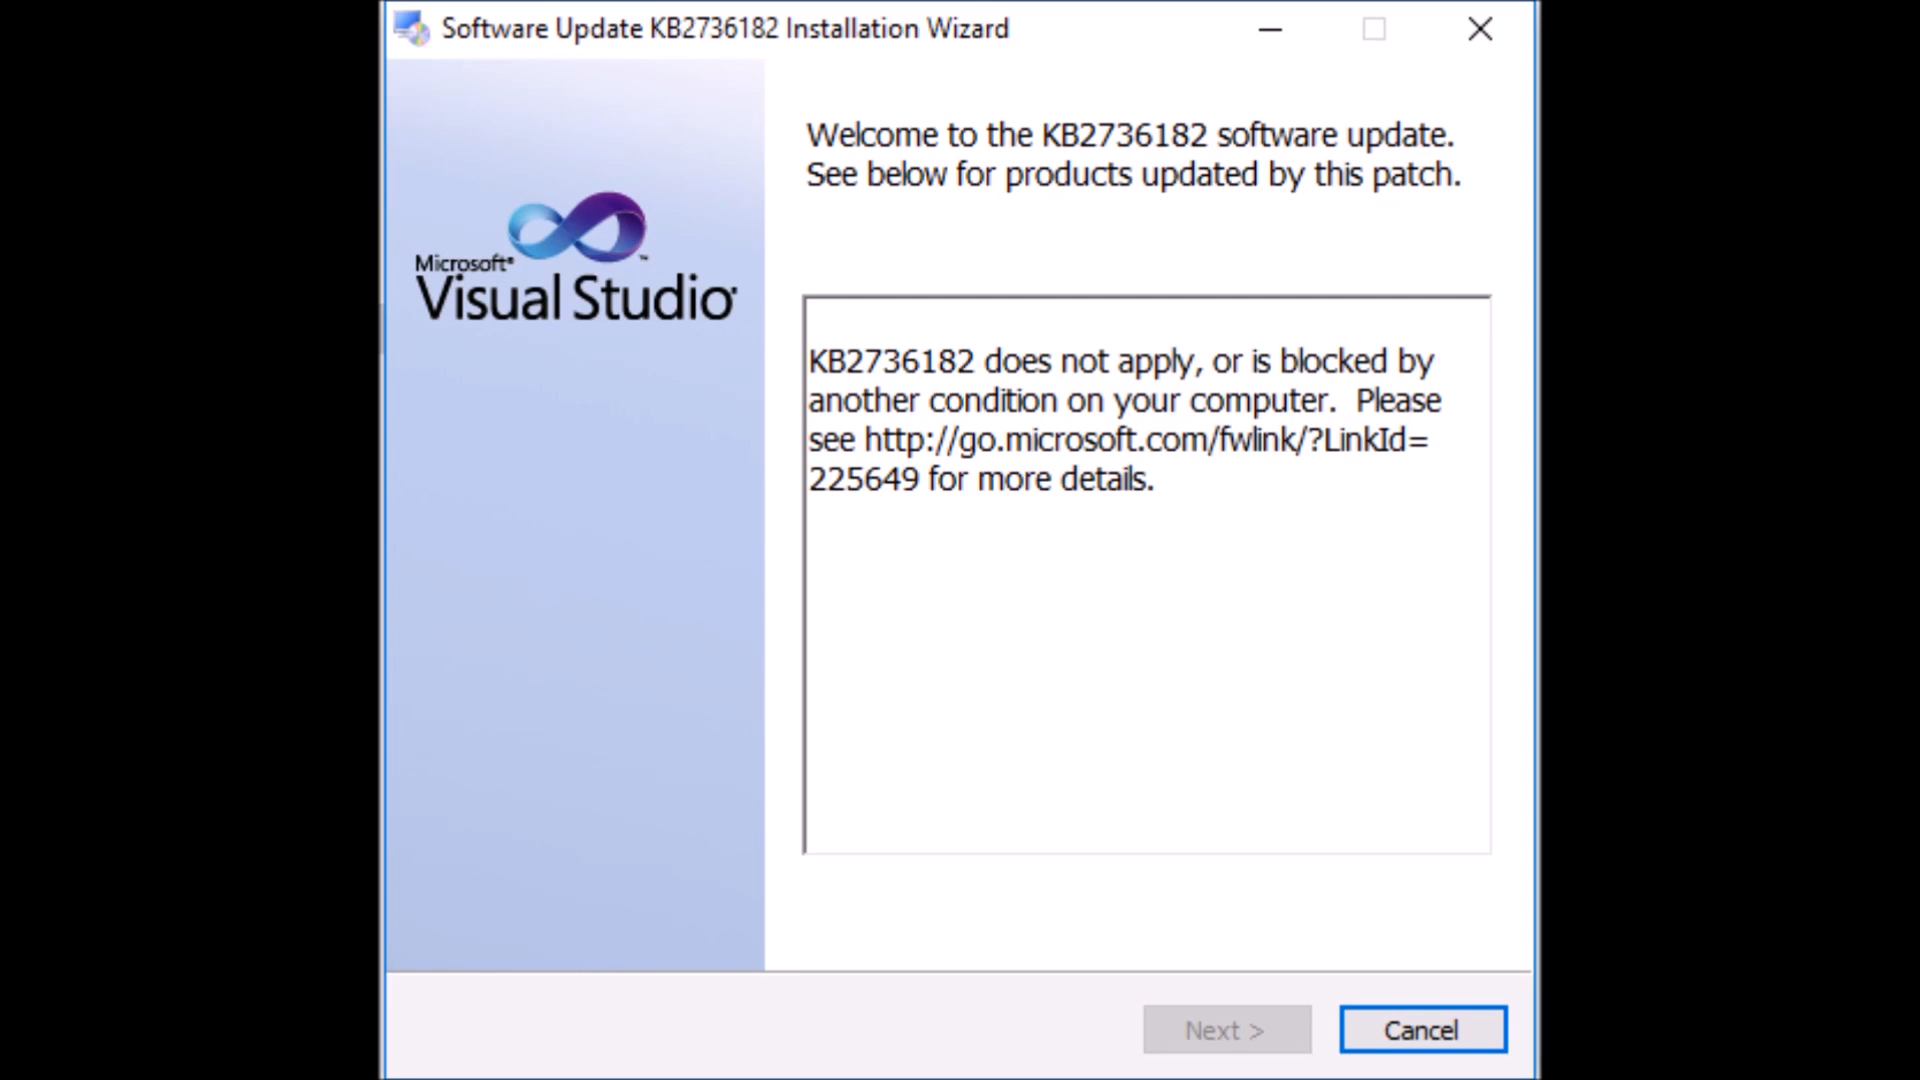 Software Update KB2736182 Installation Wizard
Welcome to the KB2736182 software update.
See below for products updated by this patch.
Microsoft®
Visual Studio®
™
KB2736182 does not apply, or is blocked by
another condition on your computer.  Please
see http://go.microsoft.com/fwlink/?LinkId=
225649 for more details.
Next >
Cancel